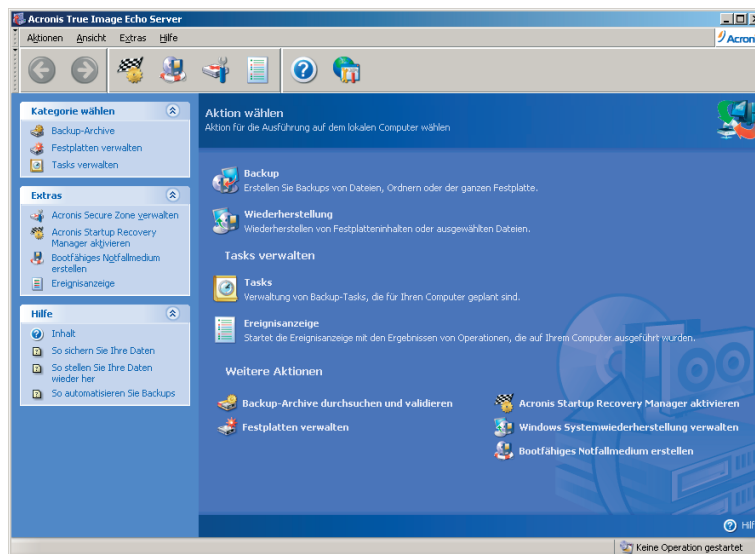 Acronis True Image Echo Server
Aktionen Ansicht Extras Hilfe
Acron
Kategorie wählen
Backup-Archive
Festplatten verwalten
Tasks verwalten
Extras
Acronis Secure Zone verwalten
Acronis Startup Recovery
Manager aktivieren
Bootfähiges Notfallmedium
erstellen
Ereignisanzeige
Hilfe
Inhalt
So sichern Sie Ihre Daten
So stellen Sie Ihre Daten
wieder her
So automatisieren Sie Backups
Aktion wählen
Aktion für die Ausführung auf dem lokalen Computer wählen
Backup
Erstellen Sie Backups von Dateien, Ordnern oder der ganzen Festplatte.
Wiederherstellung
Wiederherstellen von Festplatteninhalten oder ausgewählten Dateien.
Tasks verwalten
Tasks
Verwaltung von Backup-Tasks, die für Ihren Computer geplant sind.
Ereignisanzeige
Startet die Ereignisanzeige mit den Ergebnissen von Operationen, die auf Ihrem Computer ausgeführt wurden.
Weitere Aktionen
Backup-Archive durchsuchen und validieren
Festplatten verwalten
Acronis Startup Recovery Manager aktivieren
Windows Systemwiederherstellung verwalten
Bootfähiges Notfallmedium erstellen
Hilf
Keine Operation gestartet